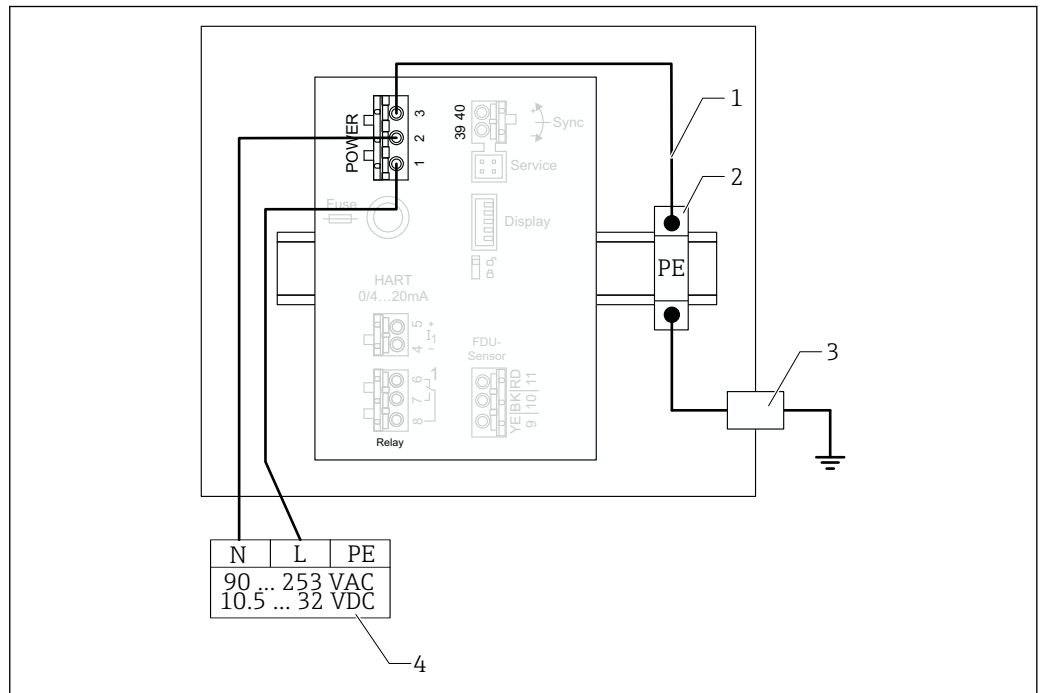 1
POWER
1 2 3
39 40
Sync
Service
2
Fuse
Display
PE
HART
0/4...20mA
4 5
+
I1
-
FDU-
Sensor
3
1
6
7
8
YE|BK|RD
9 |10| 11
Relay
N L PE
90 ... 253 VAC
10.5 ... 32 VDC
4